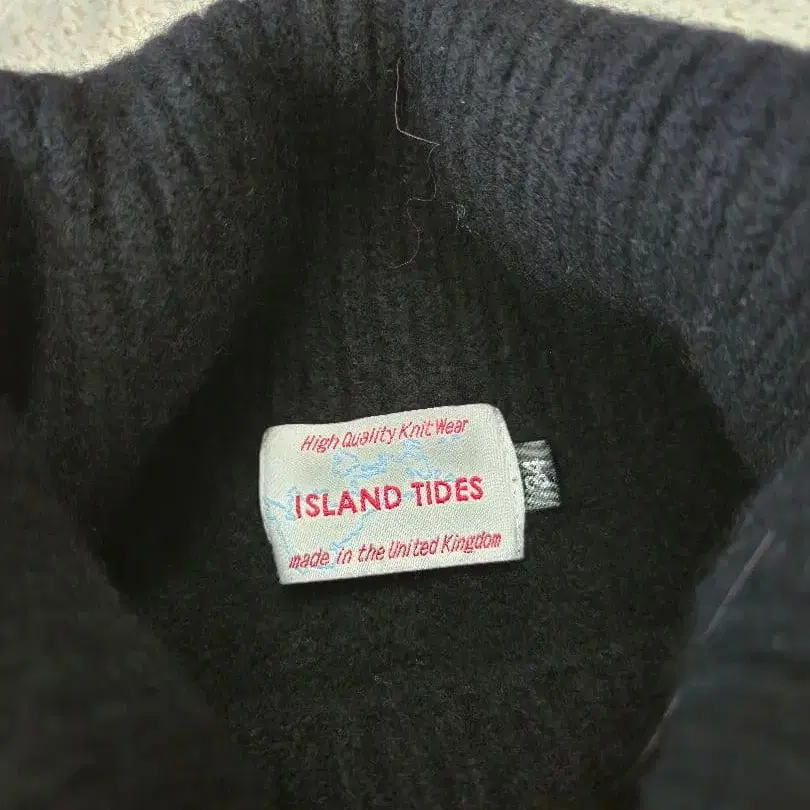 High Quality Knit Wear
ISLAND TIDES
made in the United Kingdom